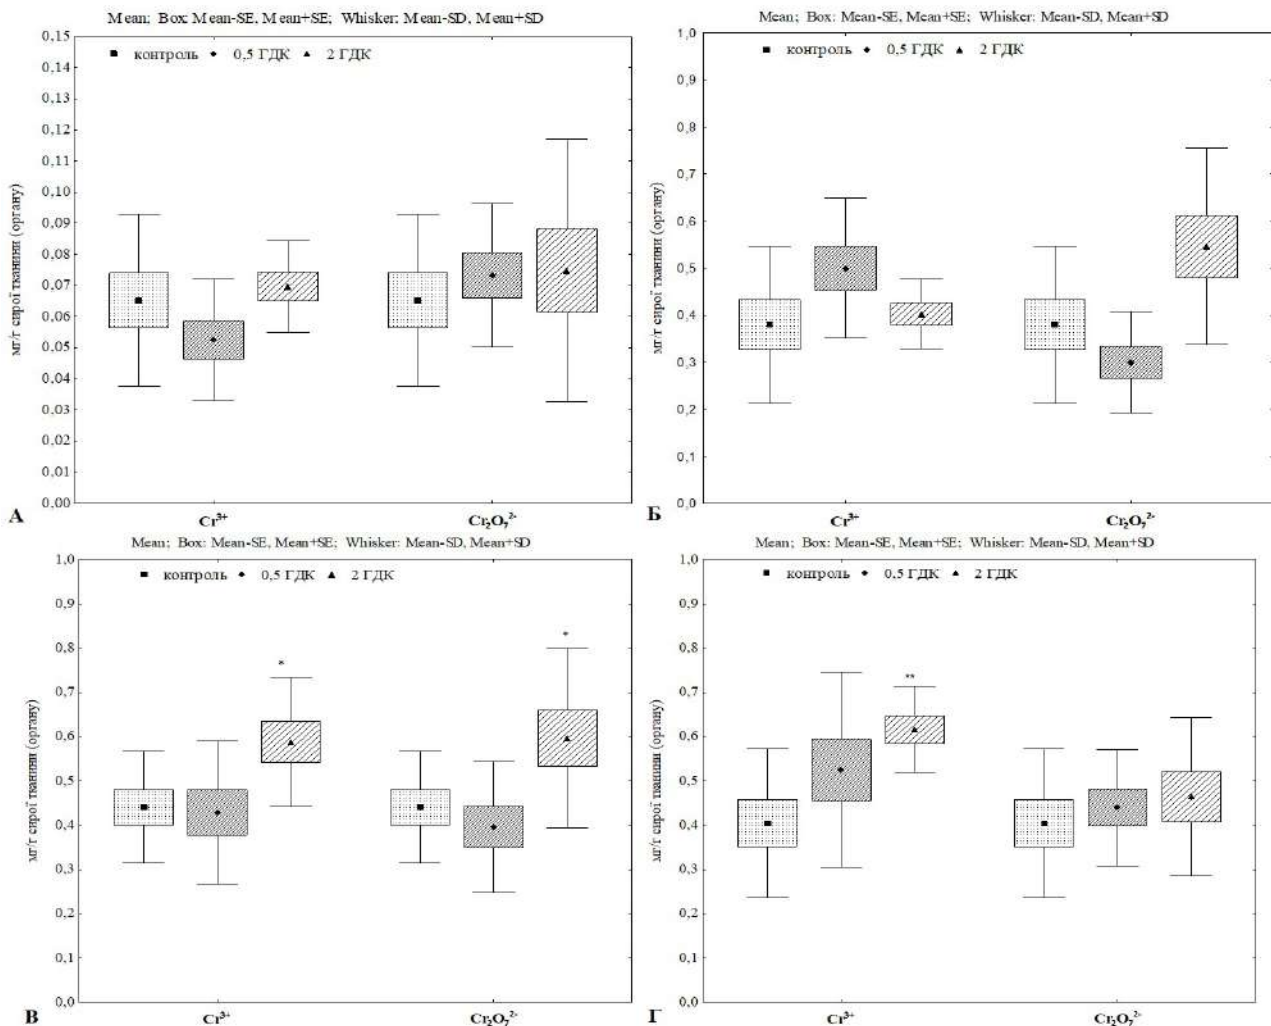 Mean; Box: Mean-SE, Mean+SE; Whisker: Mean-SD, Mean+SD
контроль 0,5 ГДК 2 ГДК
мг/г сирої тканини (органу)
0,15
0,14
0,13
0,12
0,11
0,10
0,09
0,08
0,07
0,06
0,05
0,04
0,03
0,02
0,01
0,00
А
Cr³⁺ Cr₂O₇²⁻
Mean; Box: Mean-SE, Mean+SE; Whisker: Mean-SD, Mean+SD
контроль 0,5 ГДК 2 ГДК
мг/г сирої тканини (органу)
1,0
0,9
0,8
0,7
0,6
0,5
0,4
0,3
0,2
0,1
0,0
Б
Cr³⁺ Cr₂O₇²⁻
Mean; Box: Mean-SE, Mean+SE; Whisker: Mean-SD, Mean+SD
контроль 0,5 ГДК 2 ГДК
мг/г сирої тканини (органу)
1,0
0,9
0,8
0,7
0,6
0,5
0,4
0,3
0,2
0,1
0,0
* *
В
Cr³⁺ Cr₂O₇²⁻
Mean; Box: Mean-SE, Mean+SE; Whisker: Mean-SD, Mean+SD
контроль 0,5 ГДК 2 ГДК
мг/г сирої тканини (органу)
1,0
0,9
0,8
0,7
0,6
0,5
0,4
0,3
0,2
0,1
0,0
**
Г
Cr³⁺ Cr₂O₇²⁻